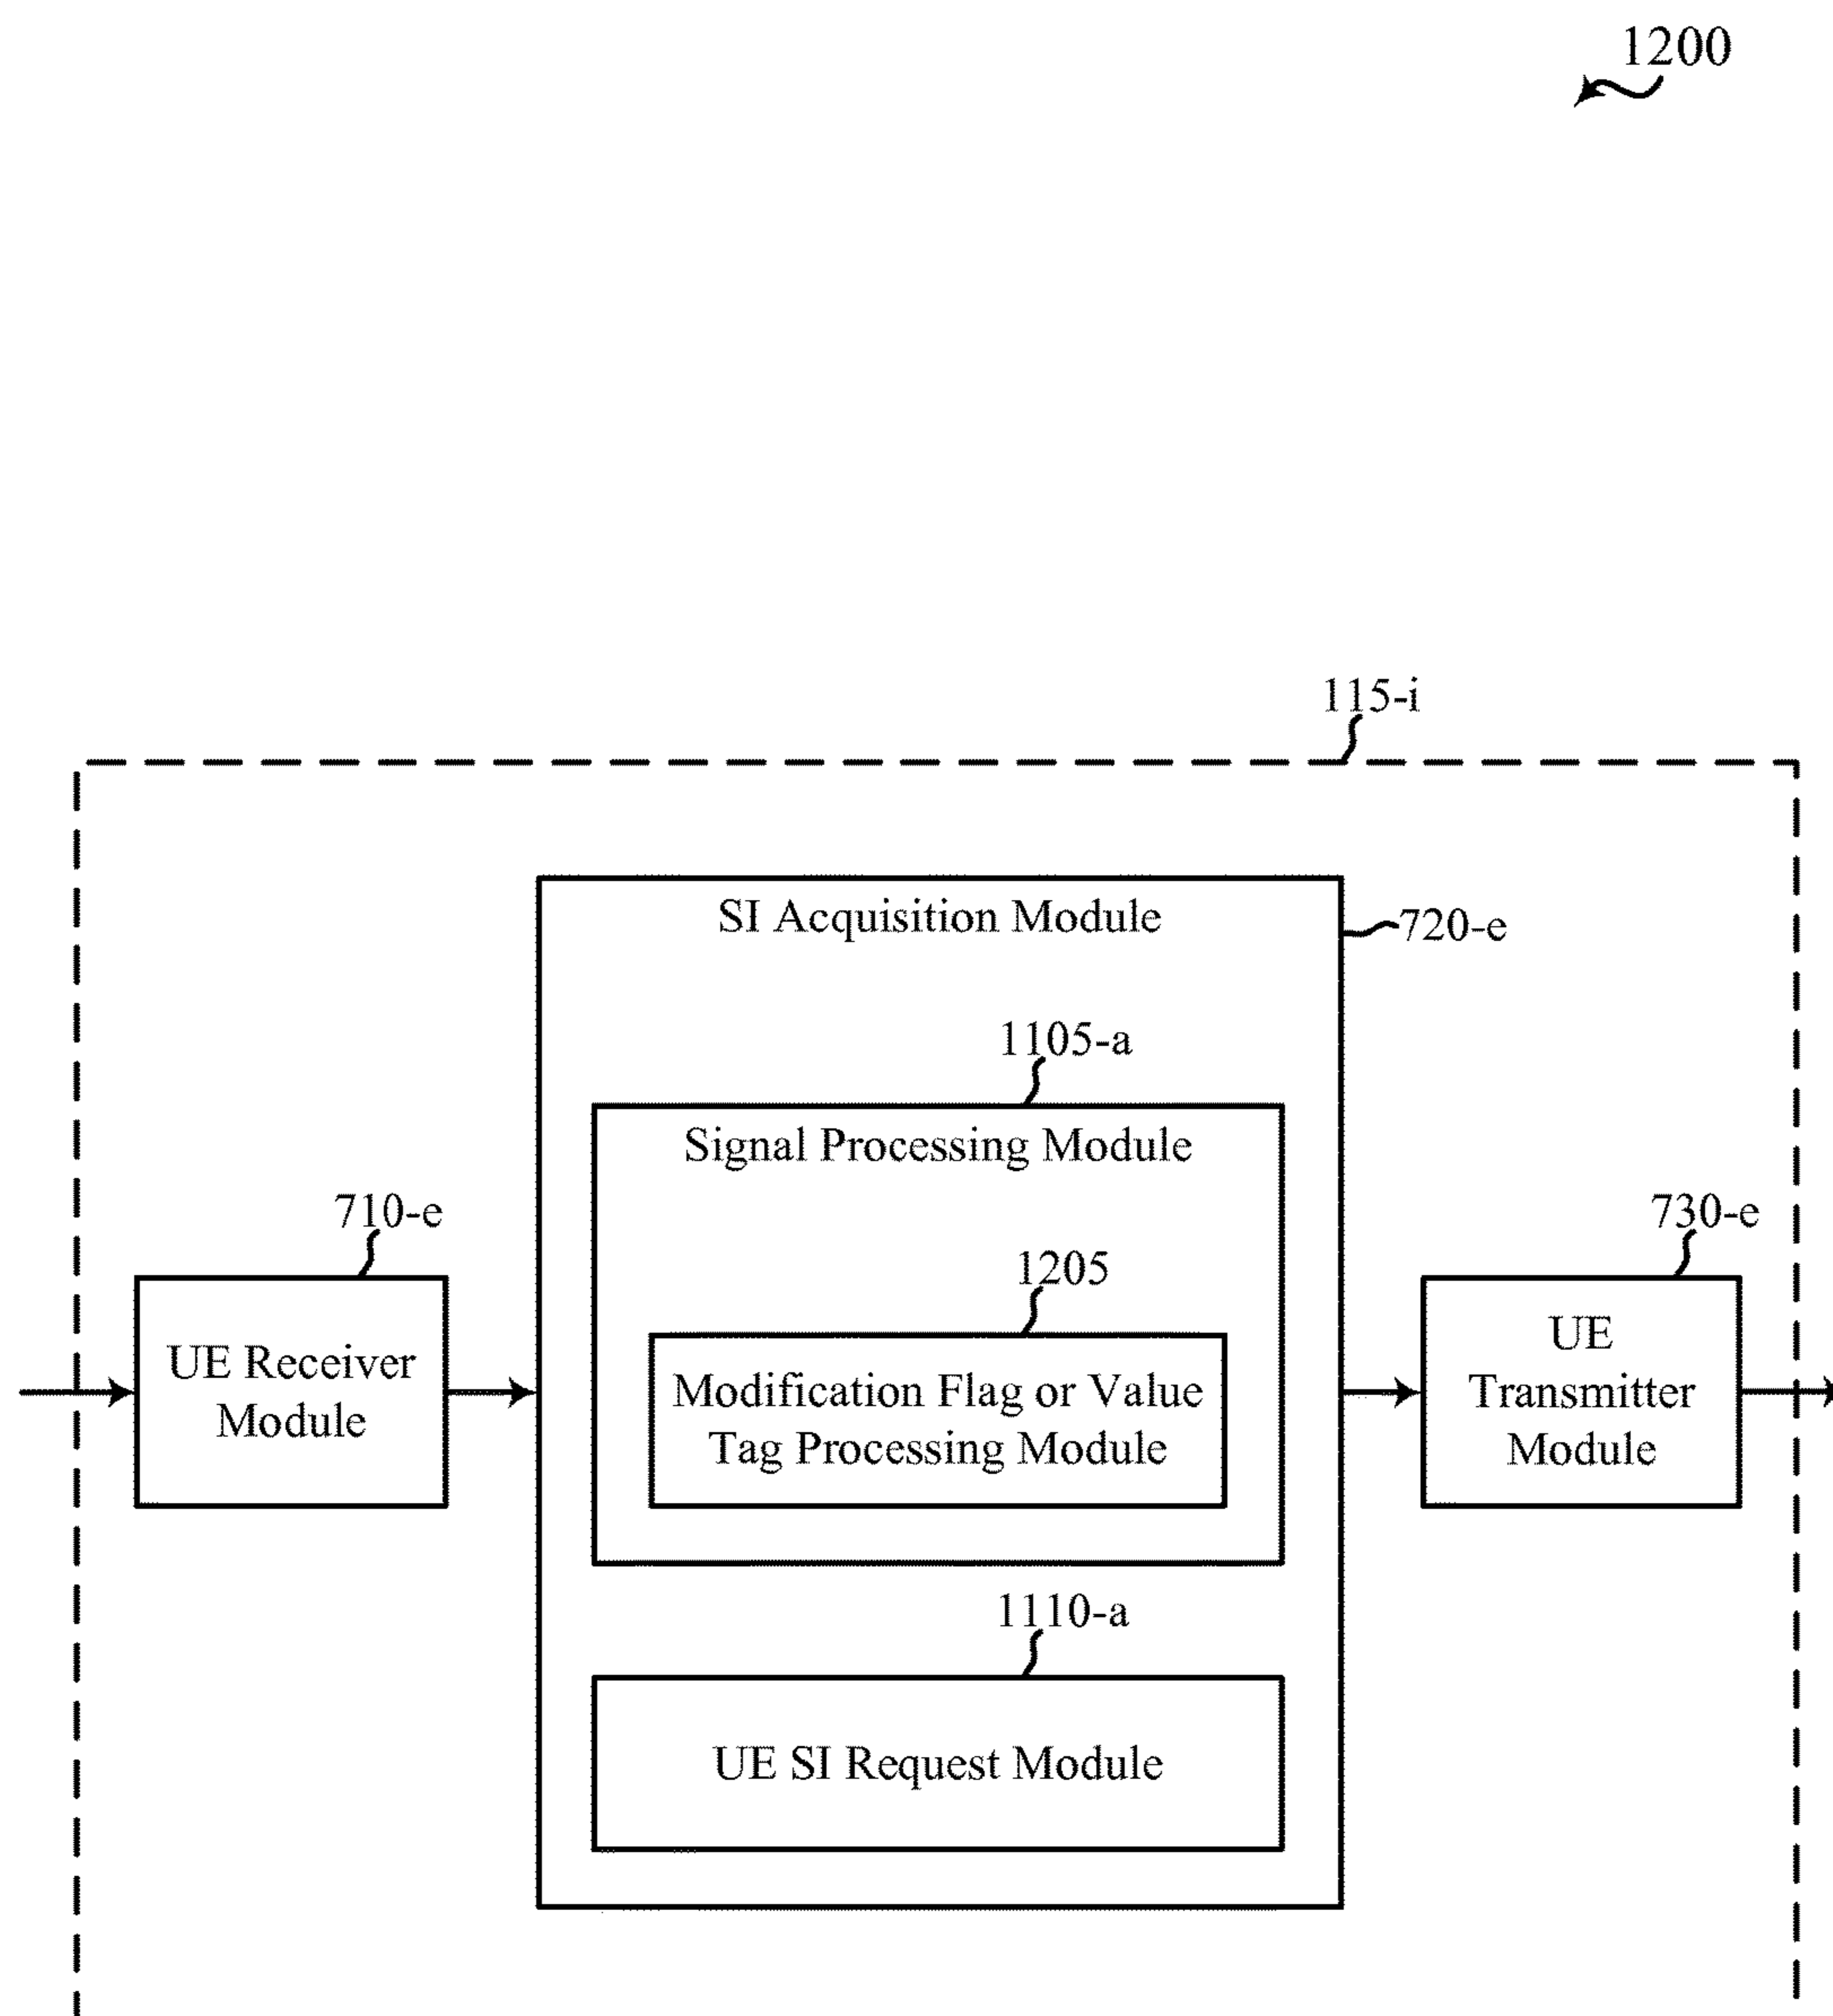 1200
115-i
SI Acquisition Module
720-e
1105-a
Signal Processing Module
710-e
730-e
1205
UE Receiver
Module
Modification Flag or Value
Tag Processing Module
UE
Transmitter
Module
1110-a
UE SI Request Module